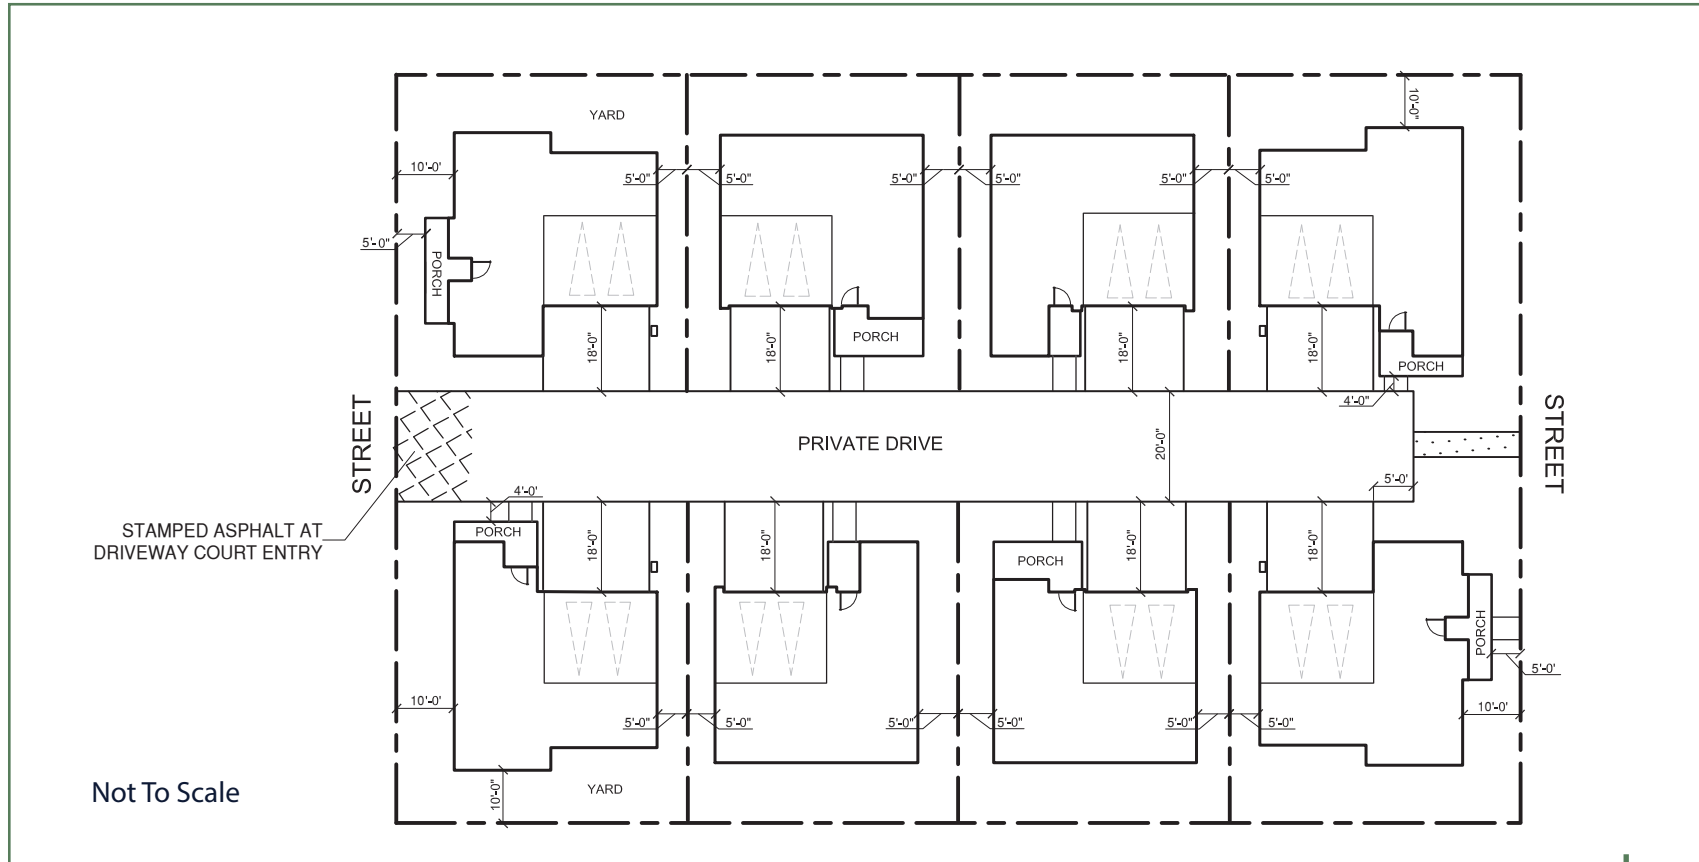 10'-0"
YARD
10'-0"
5'-0"
5'-0"
5'-0"
5'-0"
5'-0"
5'-0"
5'-0"
PORCH
18'-0"
18'-0"
PORCH
18'-0"
18'-0"
PORCH
4'-0"
STREET
PRIVATE DRIVE
20'-0"
STREET
5'-0"
4'-0'
STAMPED ASPHALT AT
DRIVEWAY COURT ENTRY
PORCH
18'-0"
18'-0"
PORCH
18'-0"
18'-0"
PORCH
5'-0'
10'-0'
10'-0'
5'-0"
5'-0"
5'-0"
5'-0"
5'-0"
5'-0"
Not To Scale
10'-0"
YARD